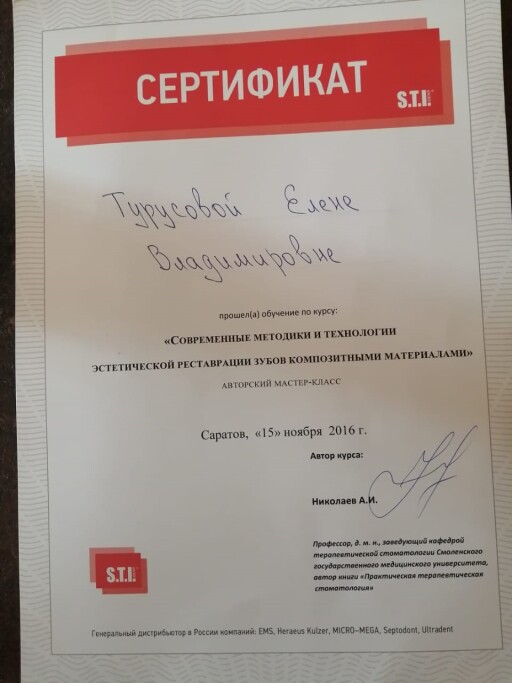 СЕРТИФИКАТ
S.T.I.
Турусовой Елене
Владимировне
прошел(а) обучение по курсу:
«СОВРЕМЕННЫЕ МЕТОДИКИ И ТЕХНОЛОГИИ
ЭСТЕТИЧЕСКОЙ РЕСТАВРАЦИИ ЗУБОВ КОМПОЗИТНЫМИ МАТЕРИАЛАМИ»
АВТОРСКИЙ МАСТЕР-КЛАСС
Саратов, «15» ноября 2016 г.
Автор курса:
Николаев А.И.
Профессор, д. м. н., заведующий кафедрой
терапевтической стоматологии Смоленского
государственного медицинского университета,
автор книги «Практическая терапевтическая
стоматология»
S.T.I.
Генеральный дистрибьютор в России компаний: EMS, Heraeus Kulzer, MICRO-MEGA, Septodont, Ultradent